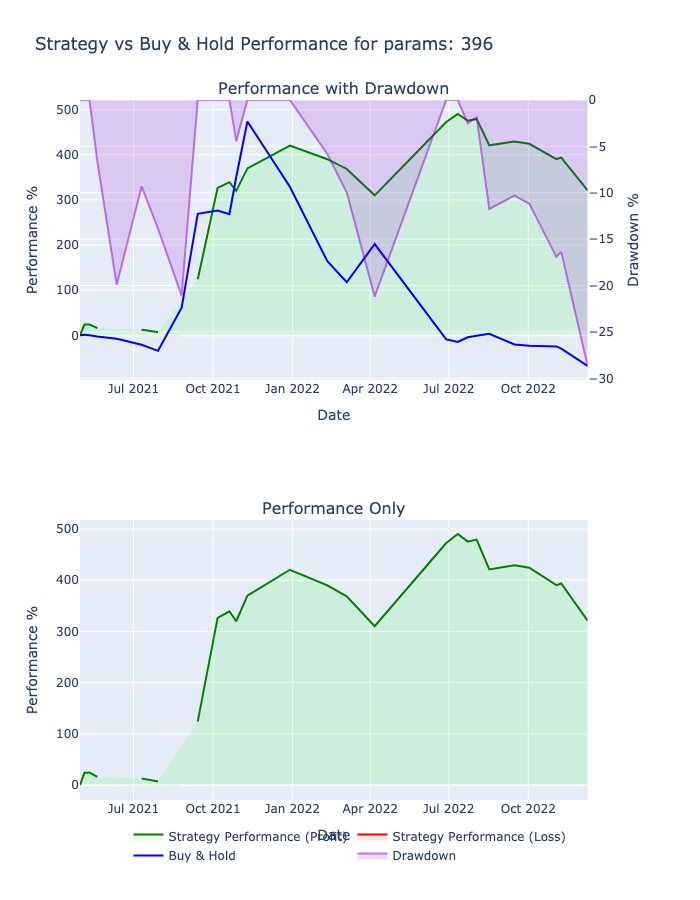 Strategy vs Buy & Hold Performance for params: 396
Performance with Drawdown
500
400
300
200
100
0
Performance %
0
−5
−10
−15
−20
−25
−30
Drawdown %
Jul 2021 Oct 2021 Jan 2022 Apr 2022 Jul 2022 Oct 2022
Date
Performance Only
500
400
300
200
100
0
Performance %
Jul 2021 Oct 2021 Jan 2022 Apr 2022 Jul 2022 Oct 2022
Date
Strategy Performance (Profit) Strategy Performance (Loss)
Buy & Hold Drawdown